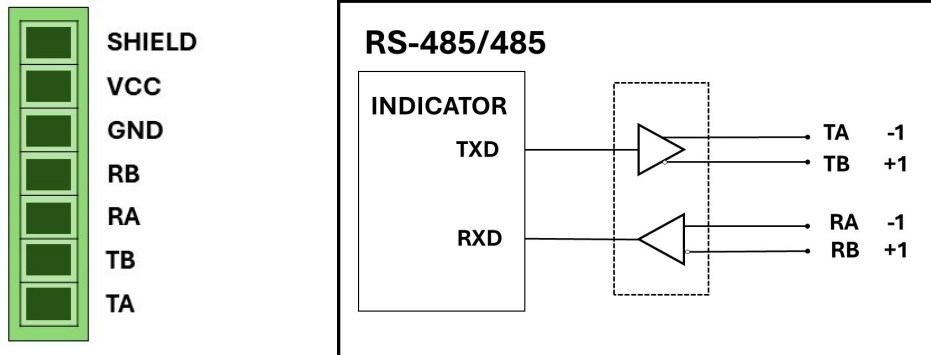 SHIELD
VCC
GND
RB
RA
TB
TA
RS-485/485
INDICATOR
TXD
RXD
TA -1
TB +1
RA -1
RB +1